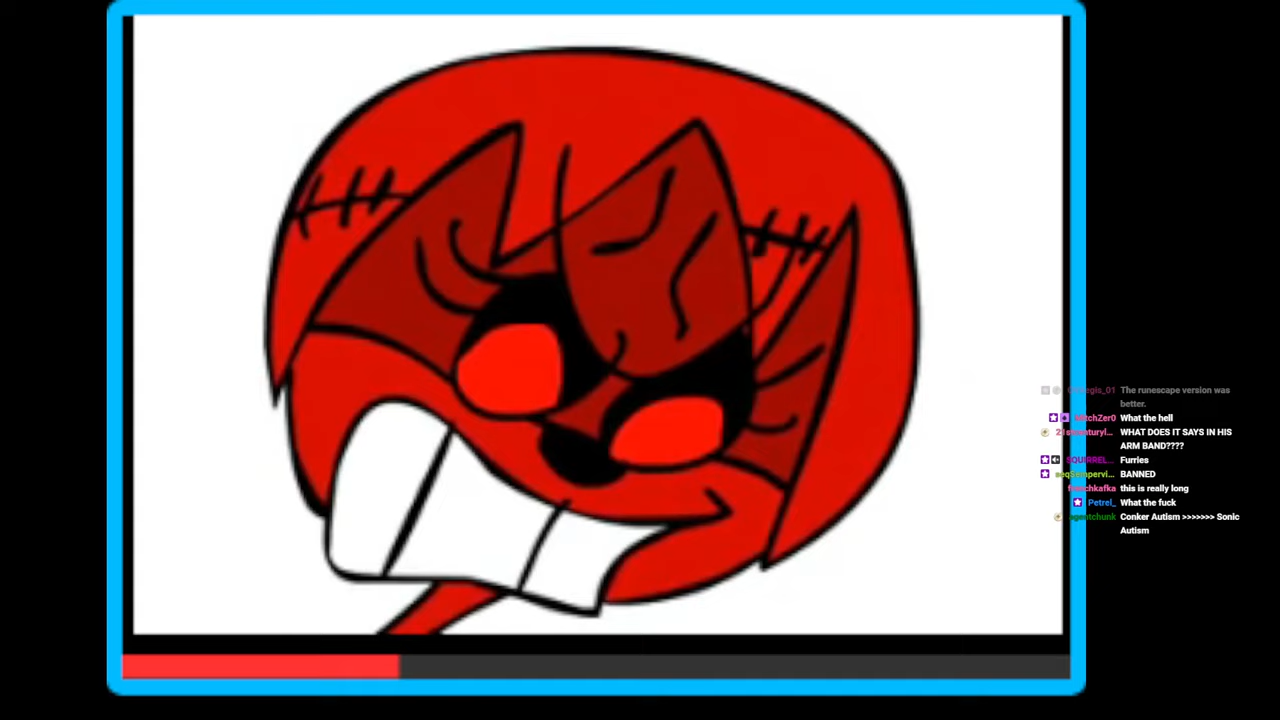 The runescape version was
better.
What the hell
WHAT DOES IT SAYS IN HIS
ARM BAND????
Furries
BANNED
this is really long
Petrel_ What the fuck
Conker Autism >>>>>>> Sonic
Autism